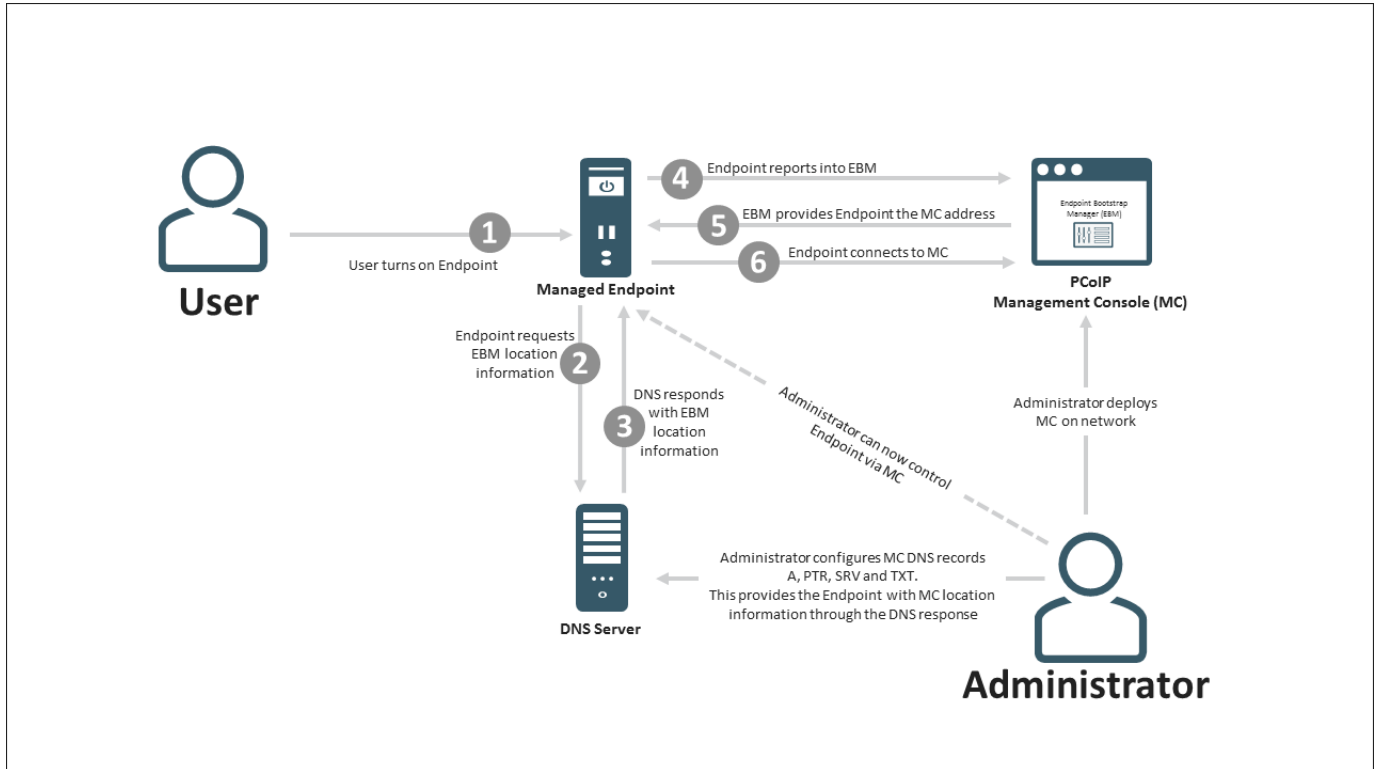 4
Endpoint reports into EBM
Endpoint Bootstrap
Manager (EBM)
5
EBM provides Endpoint the MC address
1
User turns on Endpoint
6
Endpoint connects to MC
User
Managed Endpoint
PCoIP
Management Console (MC)
Endpoint requests
EBM location
information
2
DNS responds
with EBM
location
information
3
Administrator can now control
Endpoint via MC
Administrator deploys
MC on network
Administrator configures MC DNS records
A, PTR, SRV and TXT.
This provides the Endpoint with MC location
information through the DNS response
DNS Server
Administrator